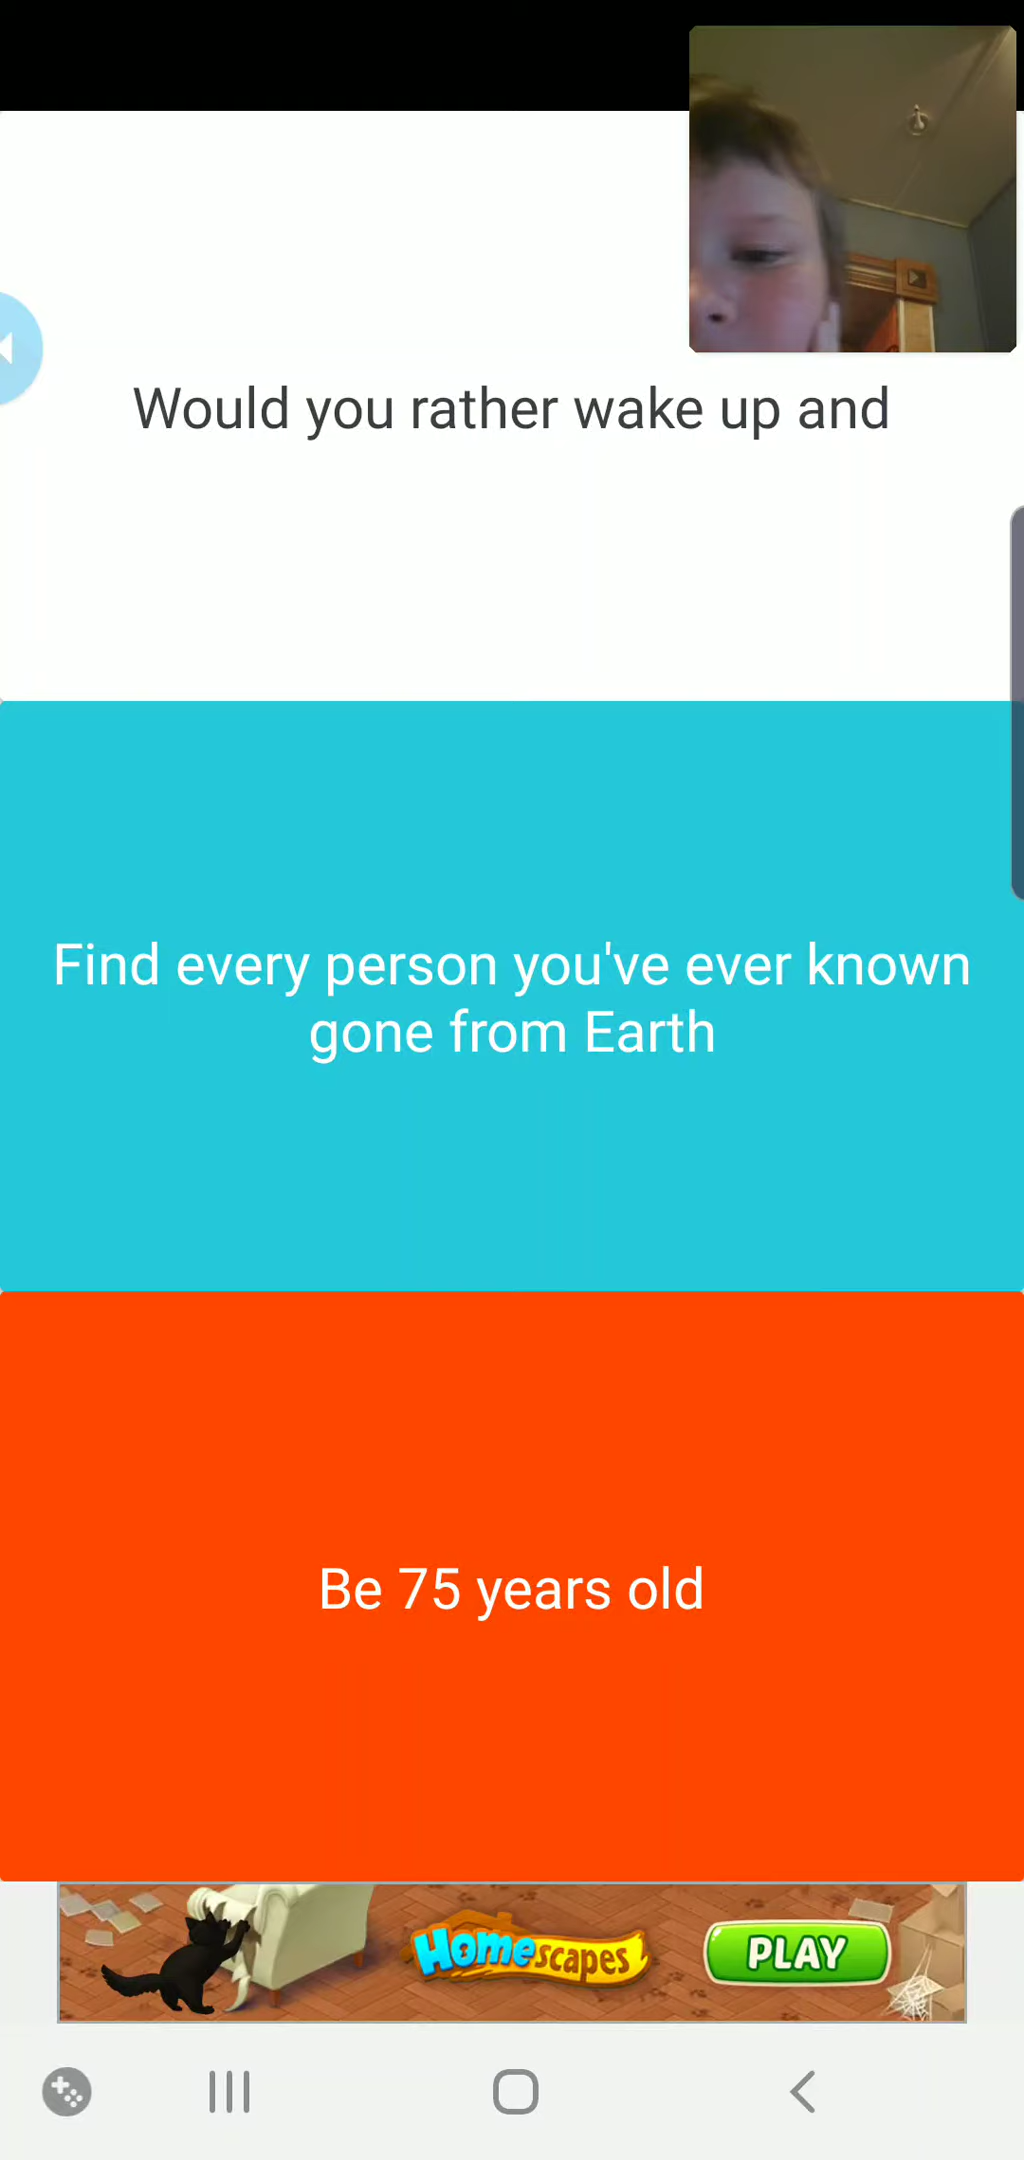 Would you rather wake up and
Find every person you've ever known
gone from Earth
Be 75 years old
Homescapes
PLAY